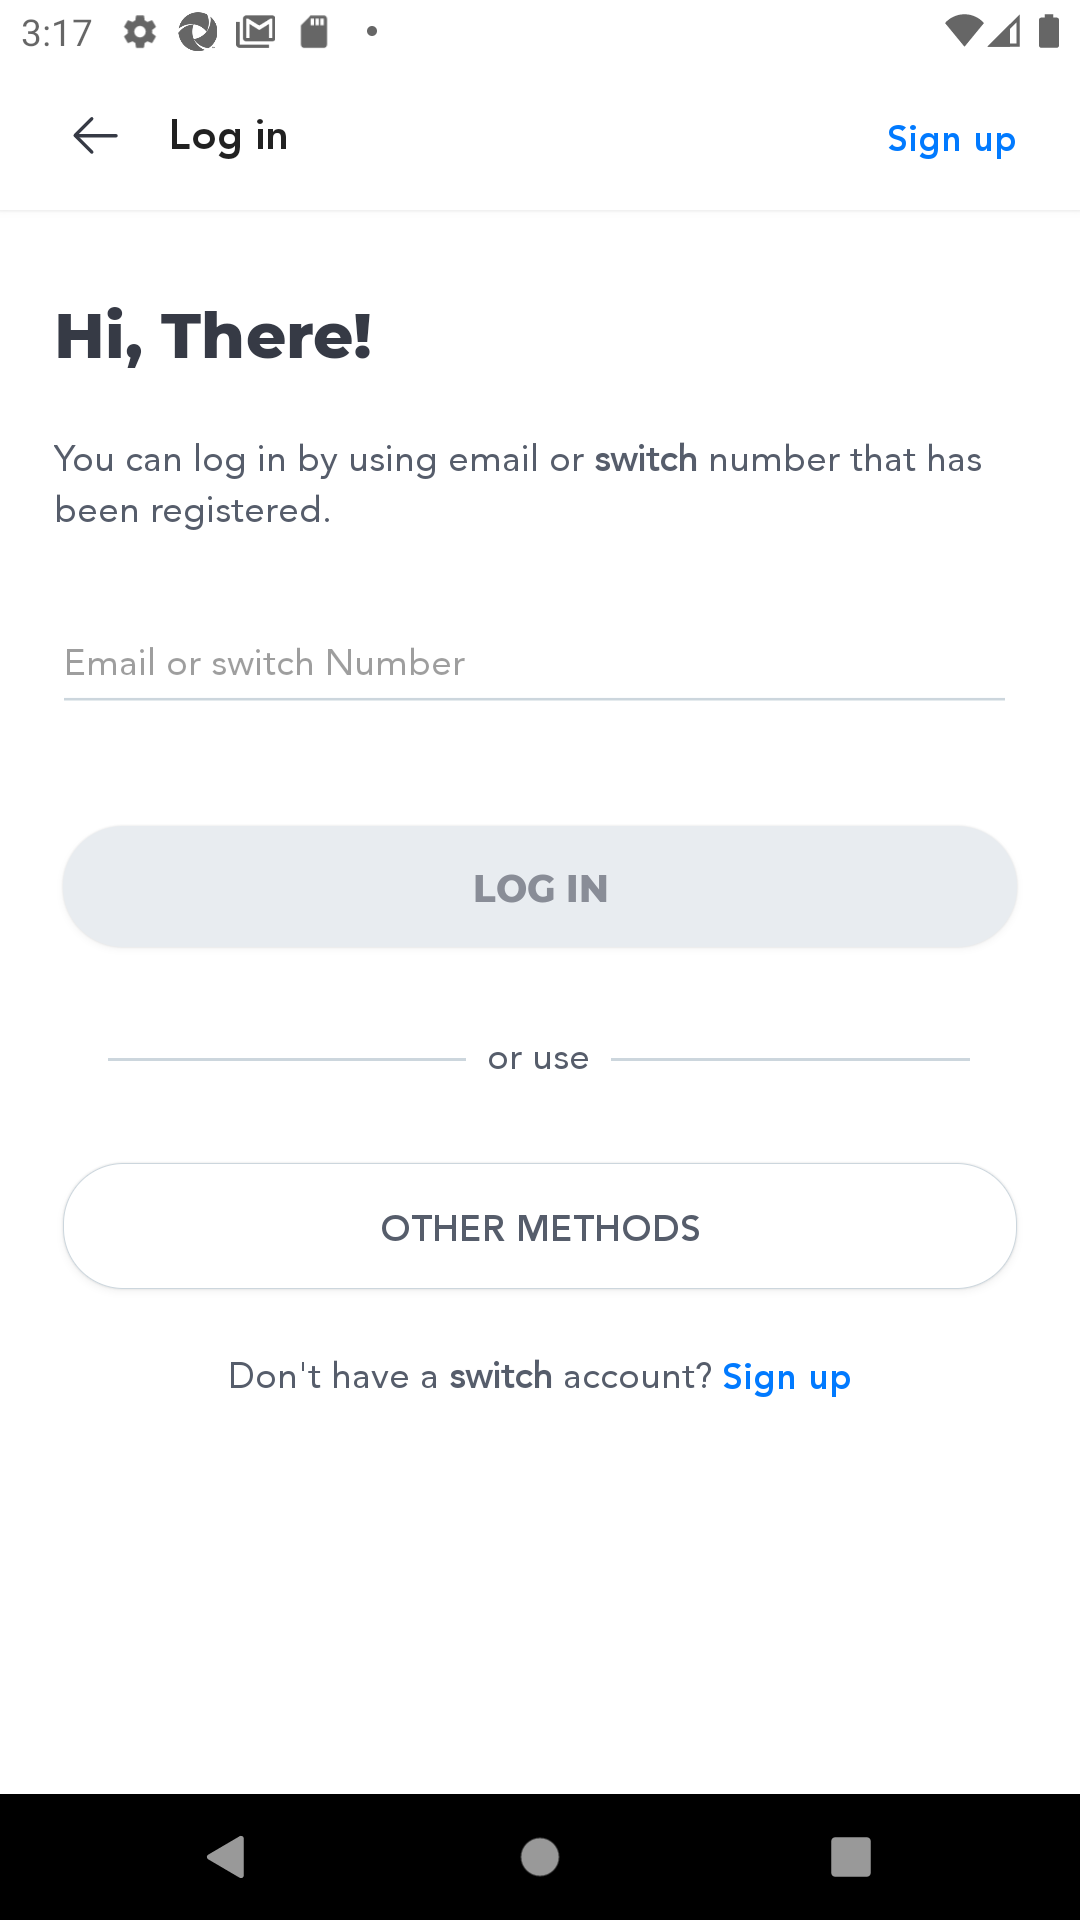 3:17
Log in
Sign up
Hi, There!
You can log in by using email or switch number that has
been registered.
Email or switch Number
LOG IN
or use
OTHER METHODS
Don't have a switch account? Sign up